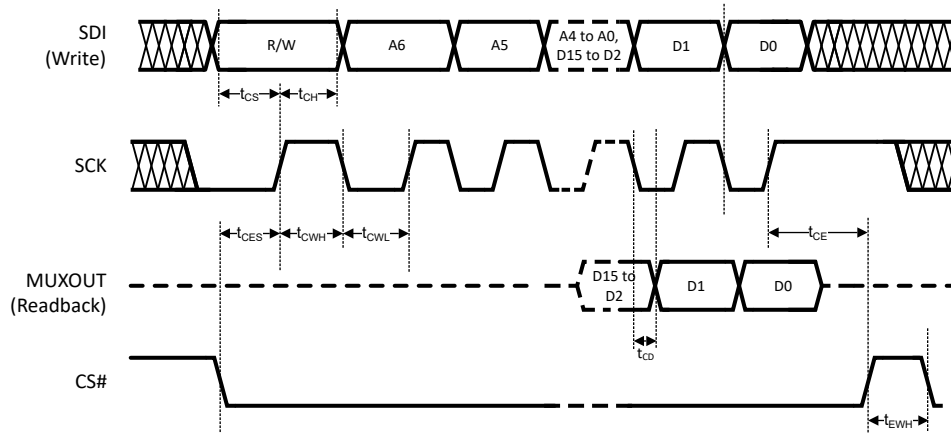 SDI
(Write)
R/W
A6
A5
A4 to A0,
D15 to D2
D1
D0
tCS
tCH
SCK
tCES
tCWH
tCWL
tCE
MUXOUT
(Readback)
D15 to
D2
D1
D0
tCD
CS#
tEWH